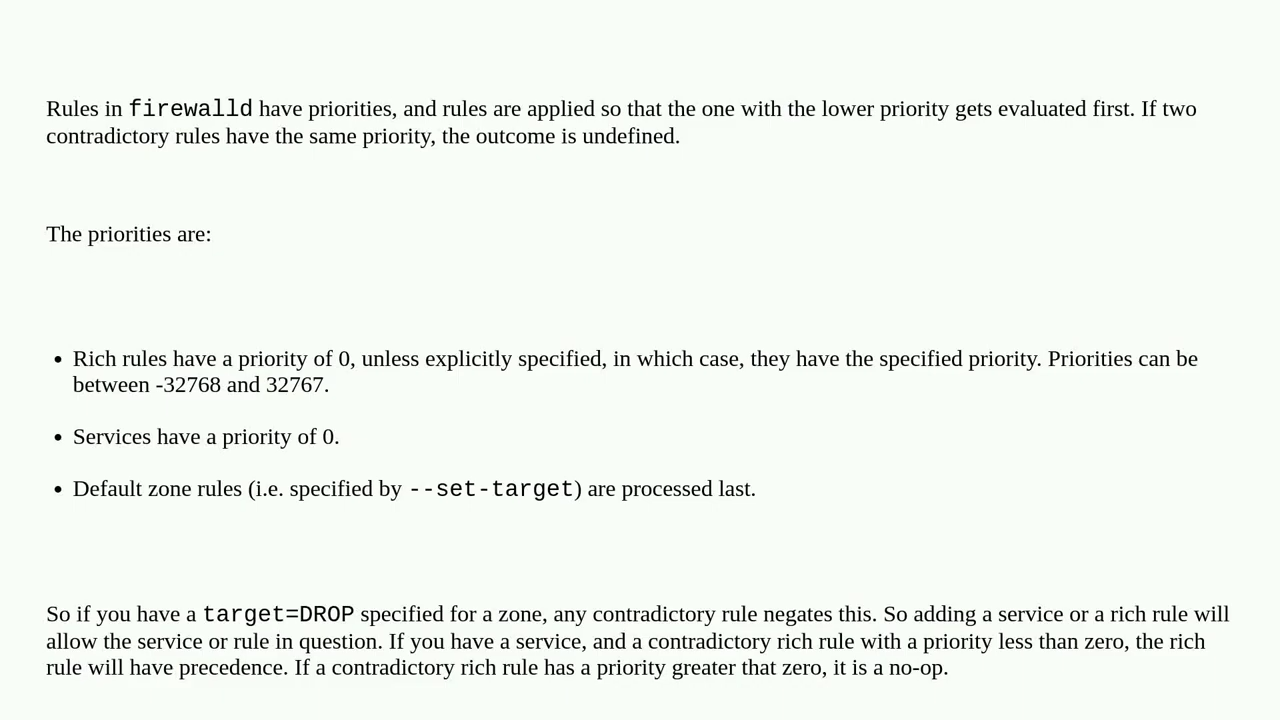 Rules in firewalld have priorities, and rules are applied so that the one with the lower priority gets evaluated first. If two
contradictory rules have the same priority, the outcome is undefined.
The priorities are:
• Rich rules have a priority of 0, unless explicitly specified, in which case, they have the specified priority. Priorities can be
between -32768 and 32767.
• Services have a priority of 0.
• Default zone rules (i.e. specified by --set-target) are processed last.
So if you have a target=DROP specified for a zone, any contradictory rule negates this. So adding a service or a rich rule will
allow the service or rule in question. If you have a service, and a contradictory rich rule with a priority less than zero, the rich
rule will have precedence. If a contradictory rich rule has a priority greater that zero, it is a no-op.